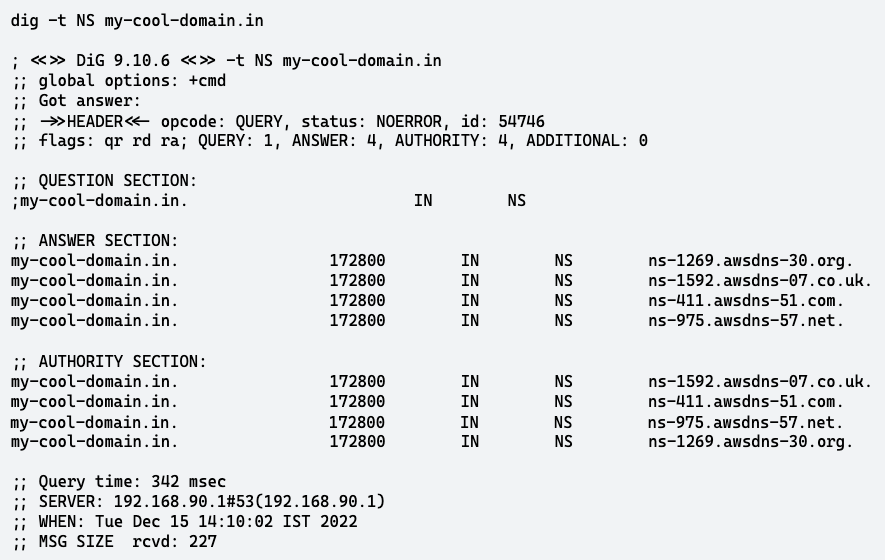 dig -t NS my-cool-domain.in
; <<>> DiG 9.10.6 <<>> -t NS my-cool-domain.in
;; global options: +cmd
;; Got answer:
;; ->>HEADER<<- opcode: QUERY, status: NOERROR, id: 54746
;; flags: qr rd ra; QUERY: 1, ANSWER: 4, AUTHORITY: 4, ADDITIONAL: 0
;; QUESTION SECTION:
;my-cool-domain.in. IN NS
;; ANSWER SECTION:
my-cool-domain.in. 172800 IN NS ns-1269.awsdns-30.org.
my-cool-domain.in. 172800 IN NS ns-1592.awsdns-07.co.uk.
my-cool-domain.in. 172800 IN NS ns-411.awsdns-51.com.
my-cool-domain.in. 172800 IN NS ns-975.awsdns-57.net.
;; AUTHORITY SECTION:
my-cool-domain.in. 172800 IN NS ns-1592.awsdns-07.co.uk.
my-cool-domain.in. 172800 IN NS ns-411.awsdns-51.com.
my-cool-domain.in. 172800 IN NS ns-975.awsdns-57.net.
my-cool-domain.in. 172800 IN NS ns-1269.awsdns-30.org.
;; Query time: 342 msec
;; SERVER: 192.168.90.1#53(192.168.90.1)
;; WHEN: Tue Dec 15 14:10:02 IST 2022
;; MSG SIZE rcvd: 227